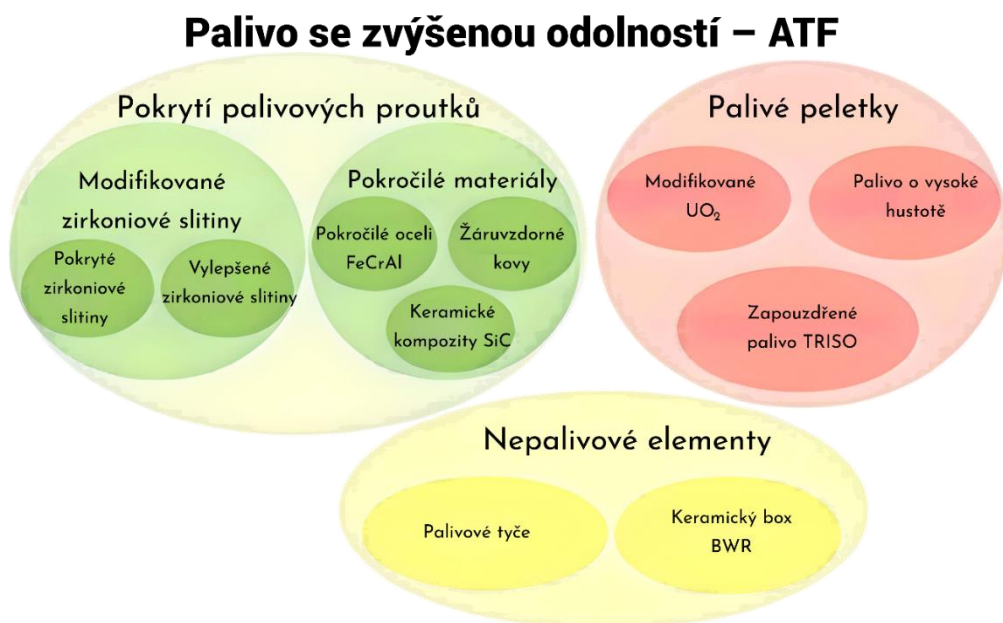 Palivo se zvýšenou odolností – ATF
Pokrytí palivových proutků
Modifikované
zirkoniové slitiny
Pokryté
zirkoniové
slitiny
Vylepšené
zirkoniové slitiny
Pokročilé materiály
Pokročilé oceli
FeCrAl
Žáruvzdorné
kovy
Keramické
kompozity SiC
Palivé peletky
Modifikované
UO₂
Palivo o vysoké
hustotě
Zapouzdřené
palivo TRISO
Nepalivové elementy
Palivové tyče
Keramický box
BWR